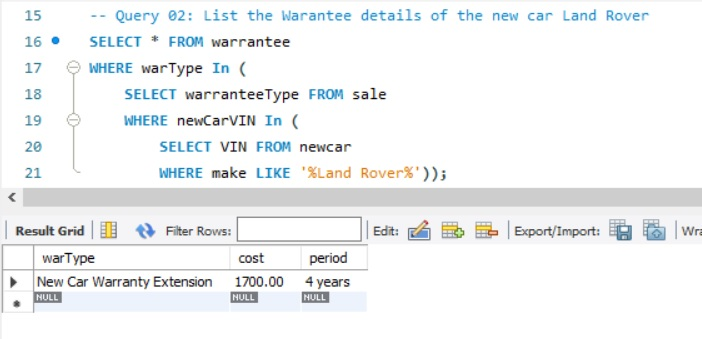 15 -- Query 02: List the Warantee details of the new car Land Rover
16 SELECT * FROM warrantee
17 WHERE warType In (
18 SELECT warranteeType FROM sale
19 WHERE newCarVIN In (
20 SELECT VIN FROM newcar
21 WHERE make LIKE '%Land Rover%'));
Result Grid Filter Rows: Edit: Export/Import: Wra
warType cost period
New Car Warranty Extension 1700.00 4 years
NULL NULL NULL